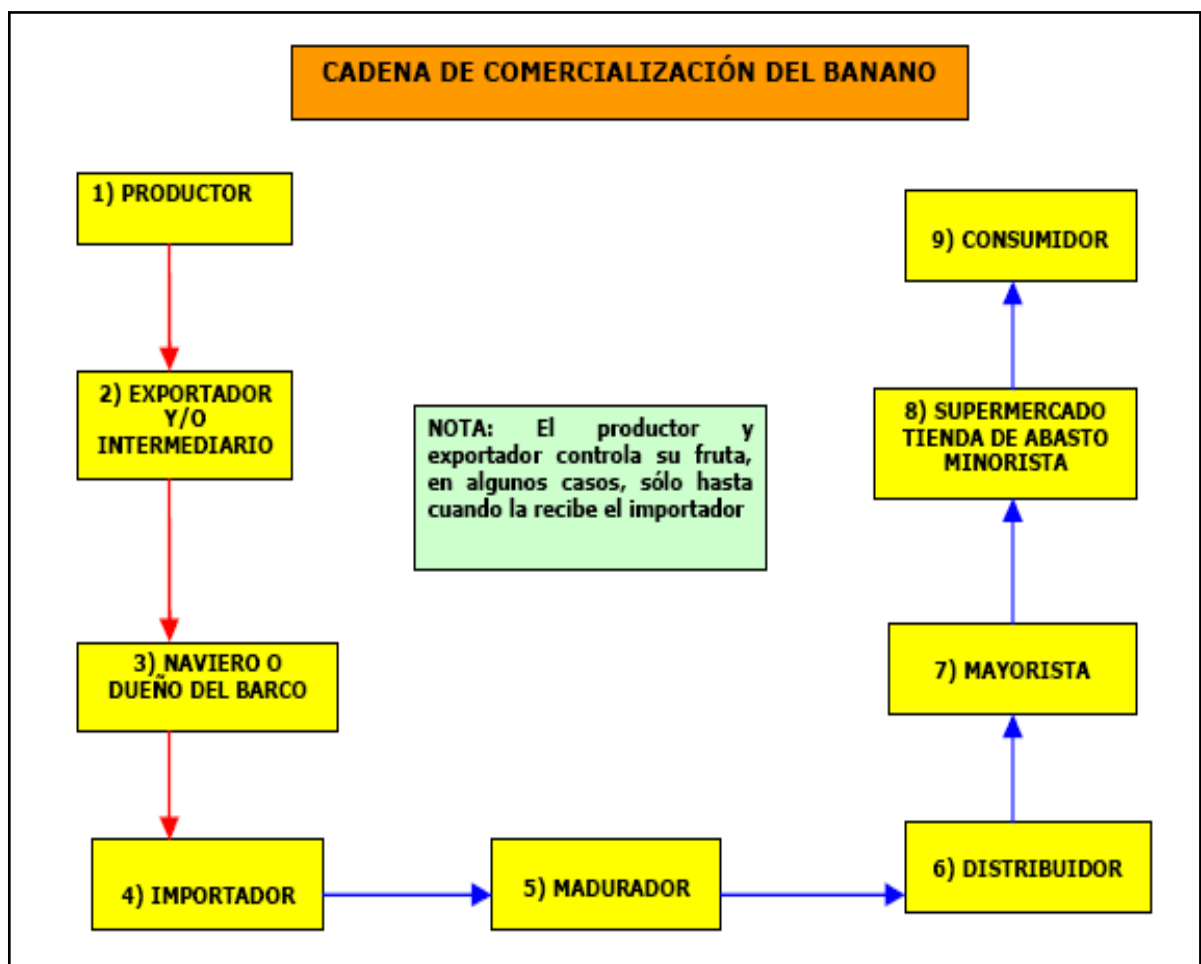 CADENA DE COMERCIALIZACIÓN DEL BANANO
1) PRODUCTOR
2) EXPORTADOR
Y/O
INTERMEDIARIO
3) NAVIERO O
DUEÑO DEL BARCO
4) IMPORTADOR
5) MADURADOR
6) DISTRIBUIDOR
7) MAYORISTA
8) SUPERMERCADO
TIENDA DE ABASTO
MINORISTA
9) CONSUMIDOR
NOTA: El productor y
exportador controla su fruta,
en algunos casos, sólo hasta
cuando la recibe el importador